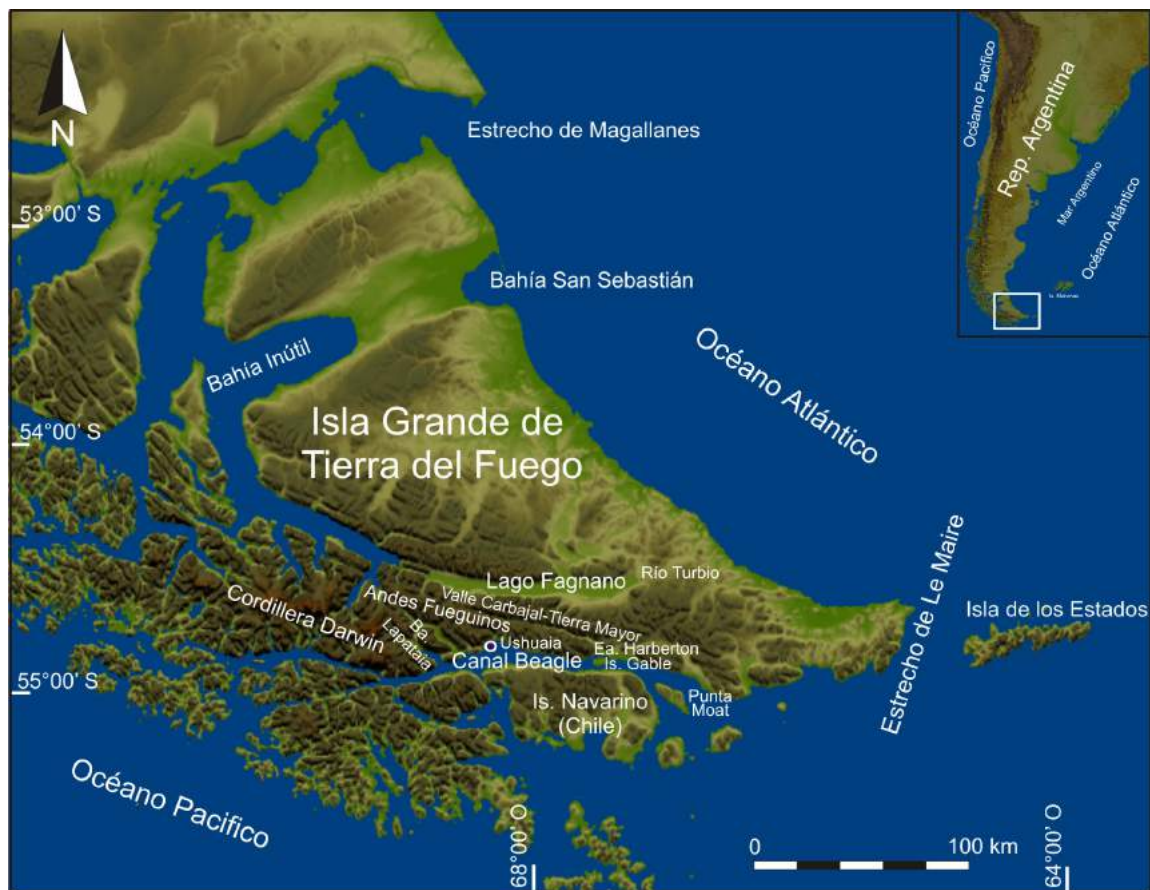 N
Estrecho de Magallanes
53°00' S
Bahía San Sebastián
Bahía Inútil
Océano Atlántico
54°00' S
Isla Grande de
Tierra del Fuego
Estrecho de Le Maire
Isla de los Estados
Lago Fagnano
Río Turbio
Valle Carbajal-Tierra Mayor
Andes Fueguinos
Cordillera Darwin
Ba.
Lapataia
Ushuaia
Canal Beagle
Ea. Harberton
Is. Gable
55°00' S
Is. Navarino
(Chile)
Punta
Moat
Océano Pacifico
68°00' O
0 100 km
64°00' O
Océano Pacífico
Rep. Argentina
Mar Argentino
Océano Atlántico